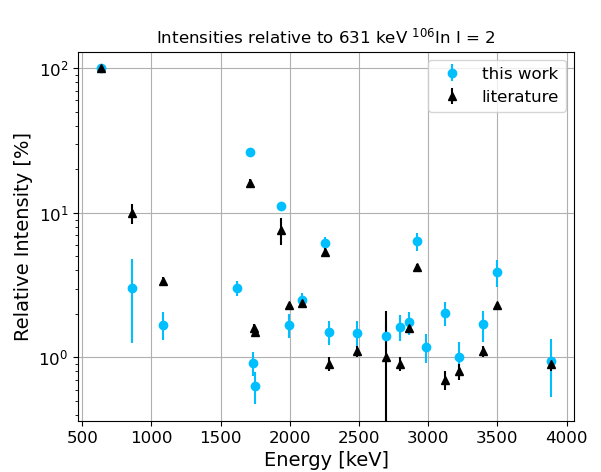 Intensities relative to 631 keV ¹⁰⁶In I = 2
this work
literature
Relative Intensity [%]
10²
10¹
10⁰
500 1000 1500 2000 2500 3000 3500 4000
Energy [keV]